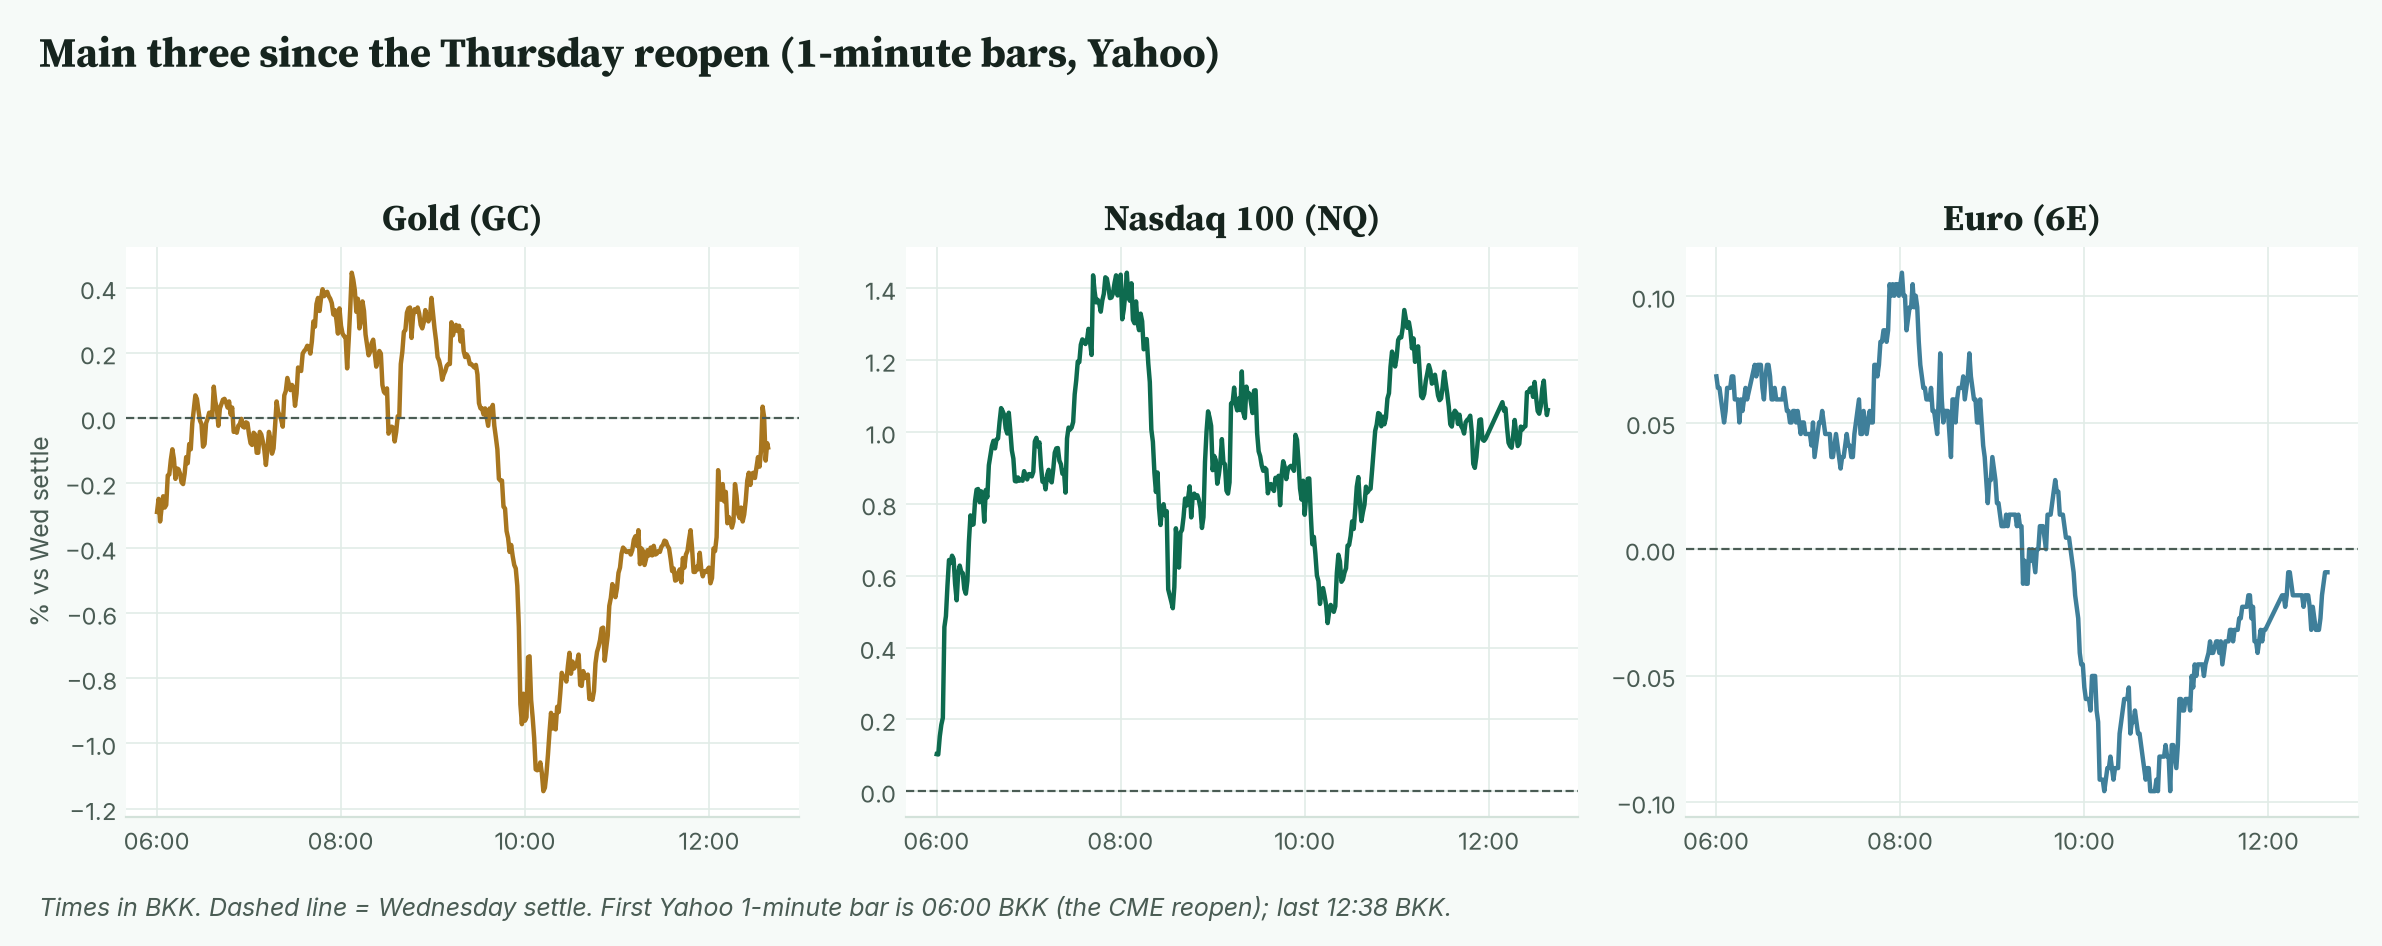 Main three since the Thursday reopen (1-minute bars, Yahoo)
Gold (GC)
% vs Wed settle
0.4
0.2
0.0
−0.2
−0.4
−0.6
−0.8
−1.0
−1.2
06:00 08:00 10:00 12:00
Nasdaq 100 (NQ)
1.4
1.2
1.0
0.8
0.6
0.4
0.2
0.0
06:00 08:00 10:00 12:00
Euro (6E)
0.10
0.05
0.00
−0.05
−0.10
06:00 08:00 10:00 12:00
Times in BKK. Dashed line = Wednesday settle. First Yahoo 1-minute bar is 06:00 BKK (the CME reopen); last 12:38 BKK.